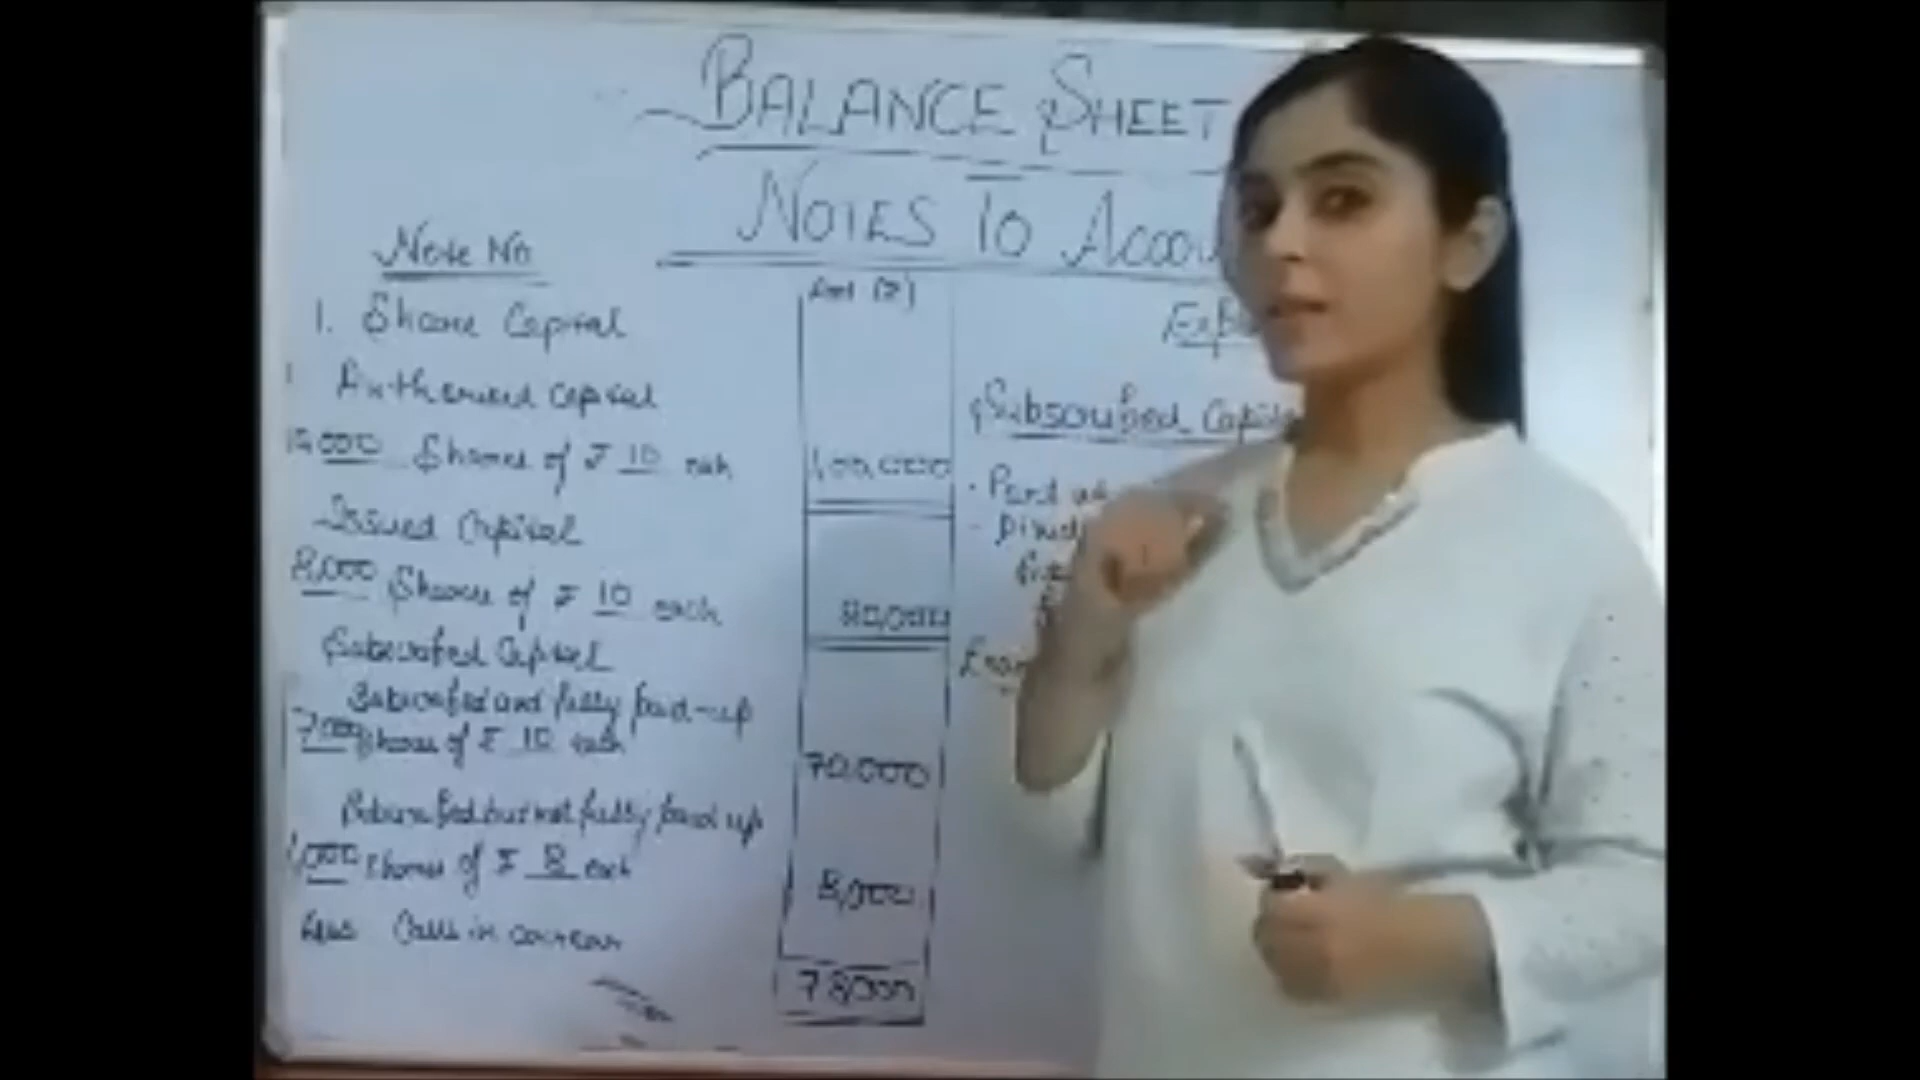 BALANCE SHEET
NOTES TO
Note No
Amt (₹)
1. Share Capital
Authorised Capital
10,000 Shares of ₹ 10 each
1,00,000
Subscribed
Issued Capital
8,000 Shares of ₹ 10 each
80,000
Subscribed Capital
Subscribed and fully paid-up
7,000 Shares of ₹ 10 each
70,000
Subscribed but not fully paid up
1,000 Shares of ₹ 8 each
8,000
Less Calls in arrear
78,000